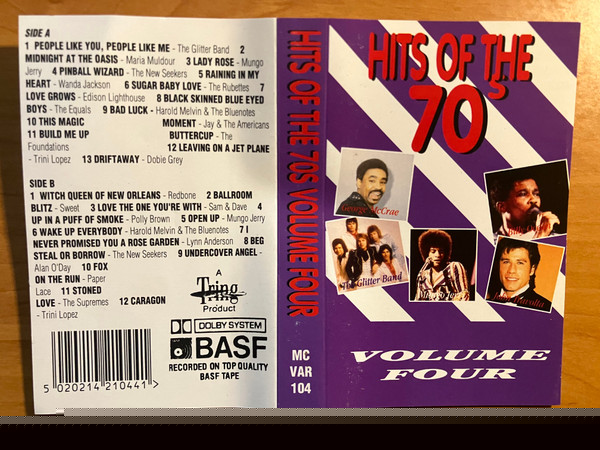 SIDE A
1 PEOPLE LIKE YOU, PEOPLE LIKE ME - The Glitter Band 2
MIDNIGHT AT THE OASIS - Maria Muldour 3 LADY ROSE - Mungo
Jerry 4 PINBALL WIZARD - The New Seekers 5 RAINING IN MY
HEART - Wanda Jackson 6 SUGAR BABY LOVE - The Rubettes 7
LOVE GROWS - Edison Lighthouse 8 BLACK SKINNED BLUE EYED
BOYS - The Equals 9 BAD LUCK - Harold Melvin & The Bluenotes
10 THIS MAGIC MOMENT - Jay & The Americans
11 BUILD ME UP BUTTERCUP - The
Foundations 12 LEAVING ON A JET PLANE
- Trini Lopez 13 DRIFTAWAY - Dobie Grey
SIDE B
1 WITCH QUEEN OF NEW ORLEANS - Redbone 2 BALLROOM
BLITZ - Sweet 3 LOVE THE ONE YOU'RE WITH - Sam & Dave 4
UP IN A PUFF OF SMOKE - Polly Brown 5 OPEN UP - Mungo Jerry
6 WAKE UP EVERYBODY - Harold Melvin & The Bluenotes 7 I
NEVER PROMISED YOU A ROSE GARDEN - Lynn Anderson 8 BEG
STEAL OR BORROW - The New Seekers 9 UNDERCOVER ANGEL -
Alan O'Day 10 FOX
ON THE RUN - Paper
Lace 11 STONED
LOVE - The Supremes 12 CARAGON
- Trini Lopez
A
Tring
Product
DOLBY SYSTEM
BASF
RECORDED ON TOP QUALITY
BASF TAPE
5 020214 210441 >
HITS OF THE 70S VOLUME FOUR
MC
VAR
104
HITS OF THE
70s
George McCrae
The Glitter Band
VOLUME
FOUR